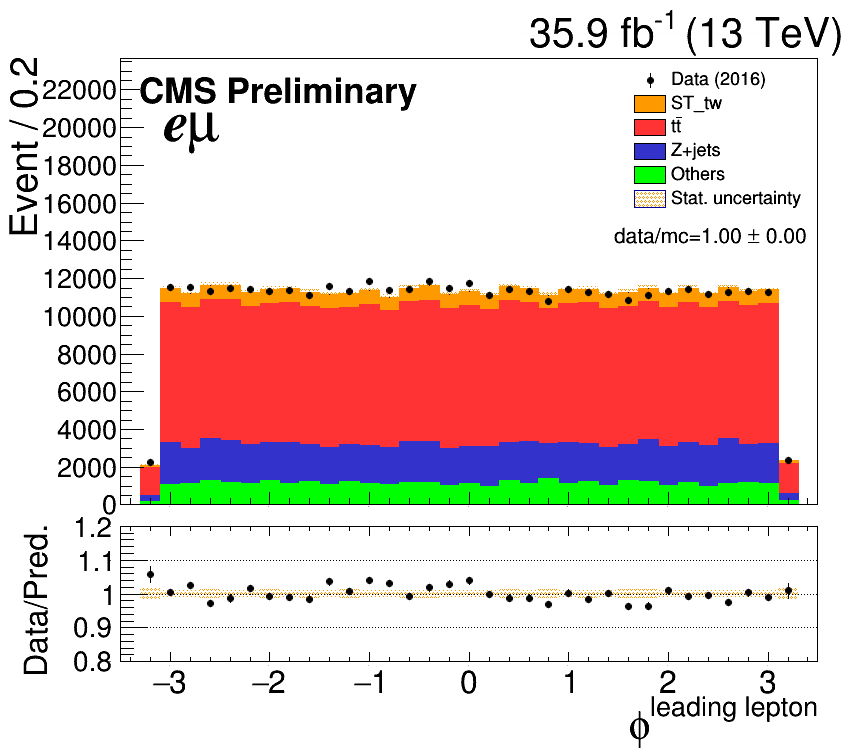 35.9 fb-1 (13 TeV)
Event / 0.2
CMS Preliminary
eμ
Data (2016)
ST_tw
tt̄
Z+jets
Others
Stat. uncertainty
data/mc=1.00 ± 0.00
22000
20000
18000
16000
14000
12000
10000
8000
6000
4000
2000
0
Data/Pred.
1.2
1.1
1
0.9
0.8
−3 −2 −1 0 1 2 3
ϕ leading lepton